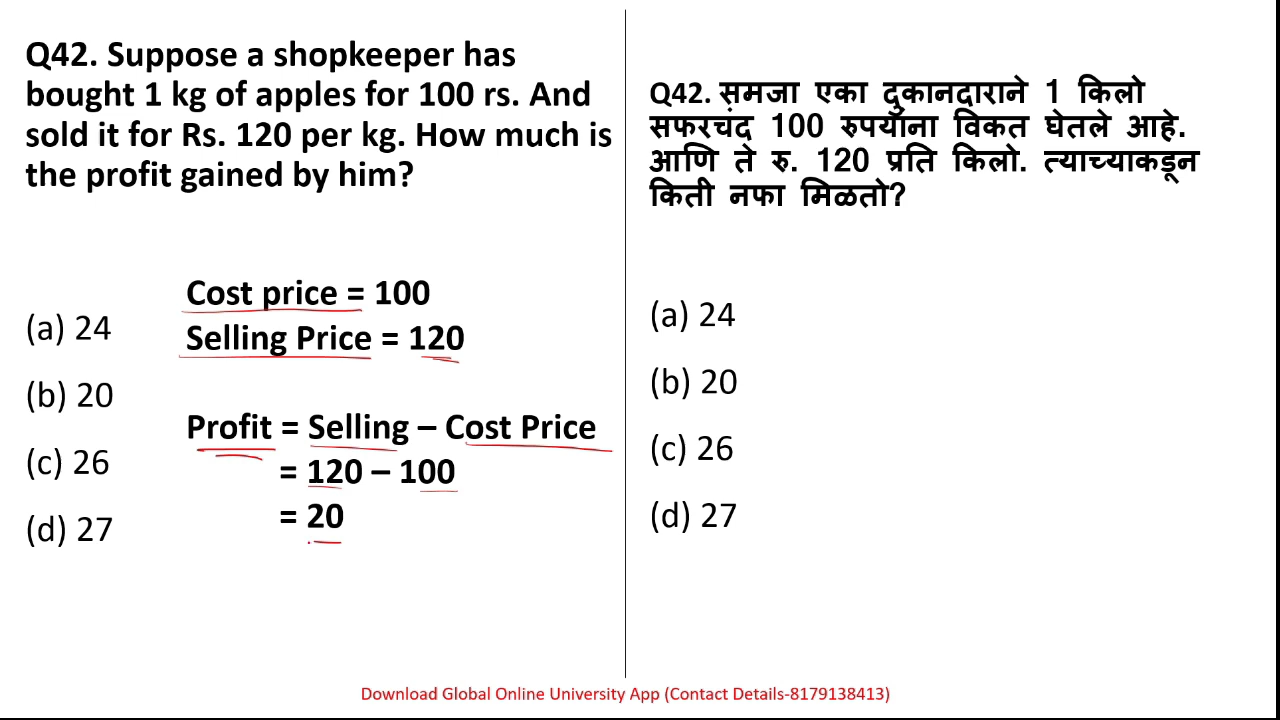 Q42. Suppose a shopkeeper has
bought 1 kg of apples for 100 rs. And
sold it for Rs. 120 per kg. How much is
the profit gained by him?
Cost price = 100
(a) 24
Selling Price = 120
(b) 20
Profit = Selling – Cost Price
(c) 26
= 120 – 100
= 20
(d) 27
Q42. समजा एका दुकानदाराने 1 किलो
सफरचंद 100 रुपयांना विकत घेतले आहे.
आणि ते रु. 120 प्रति किलो. त्याच्याकडून
किती नफा मिळतो?
(a) 24
(b) 20
(c) 26
(d) 27
Download Global Online University App (Contact Details-8179138413)